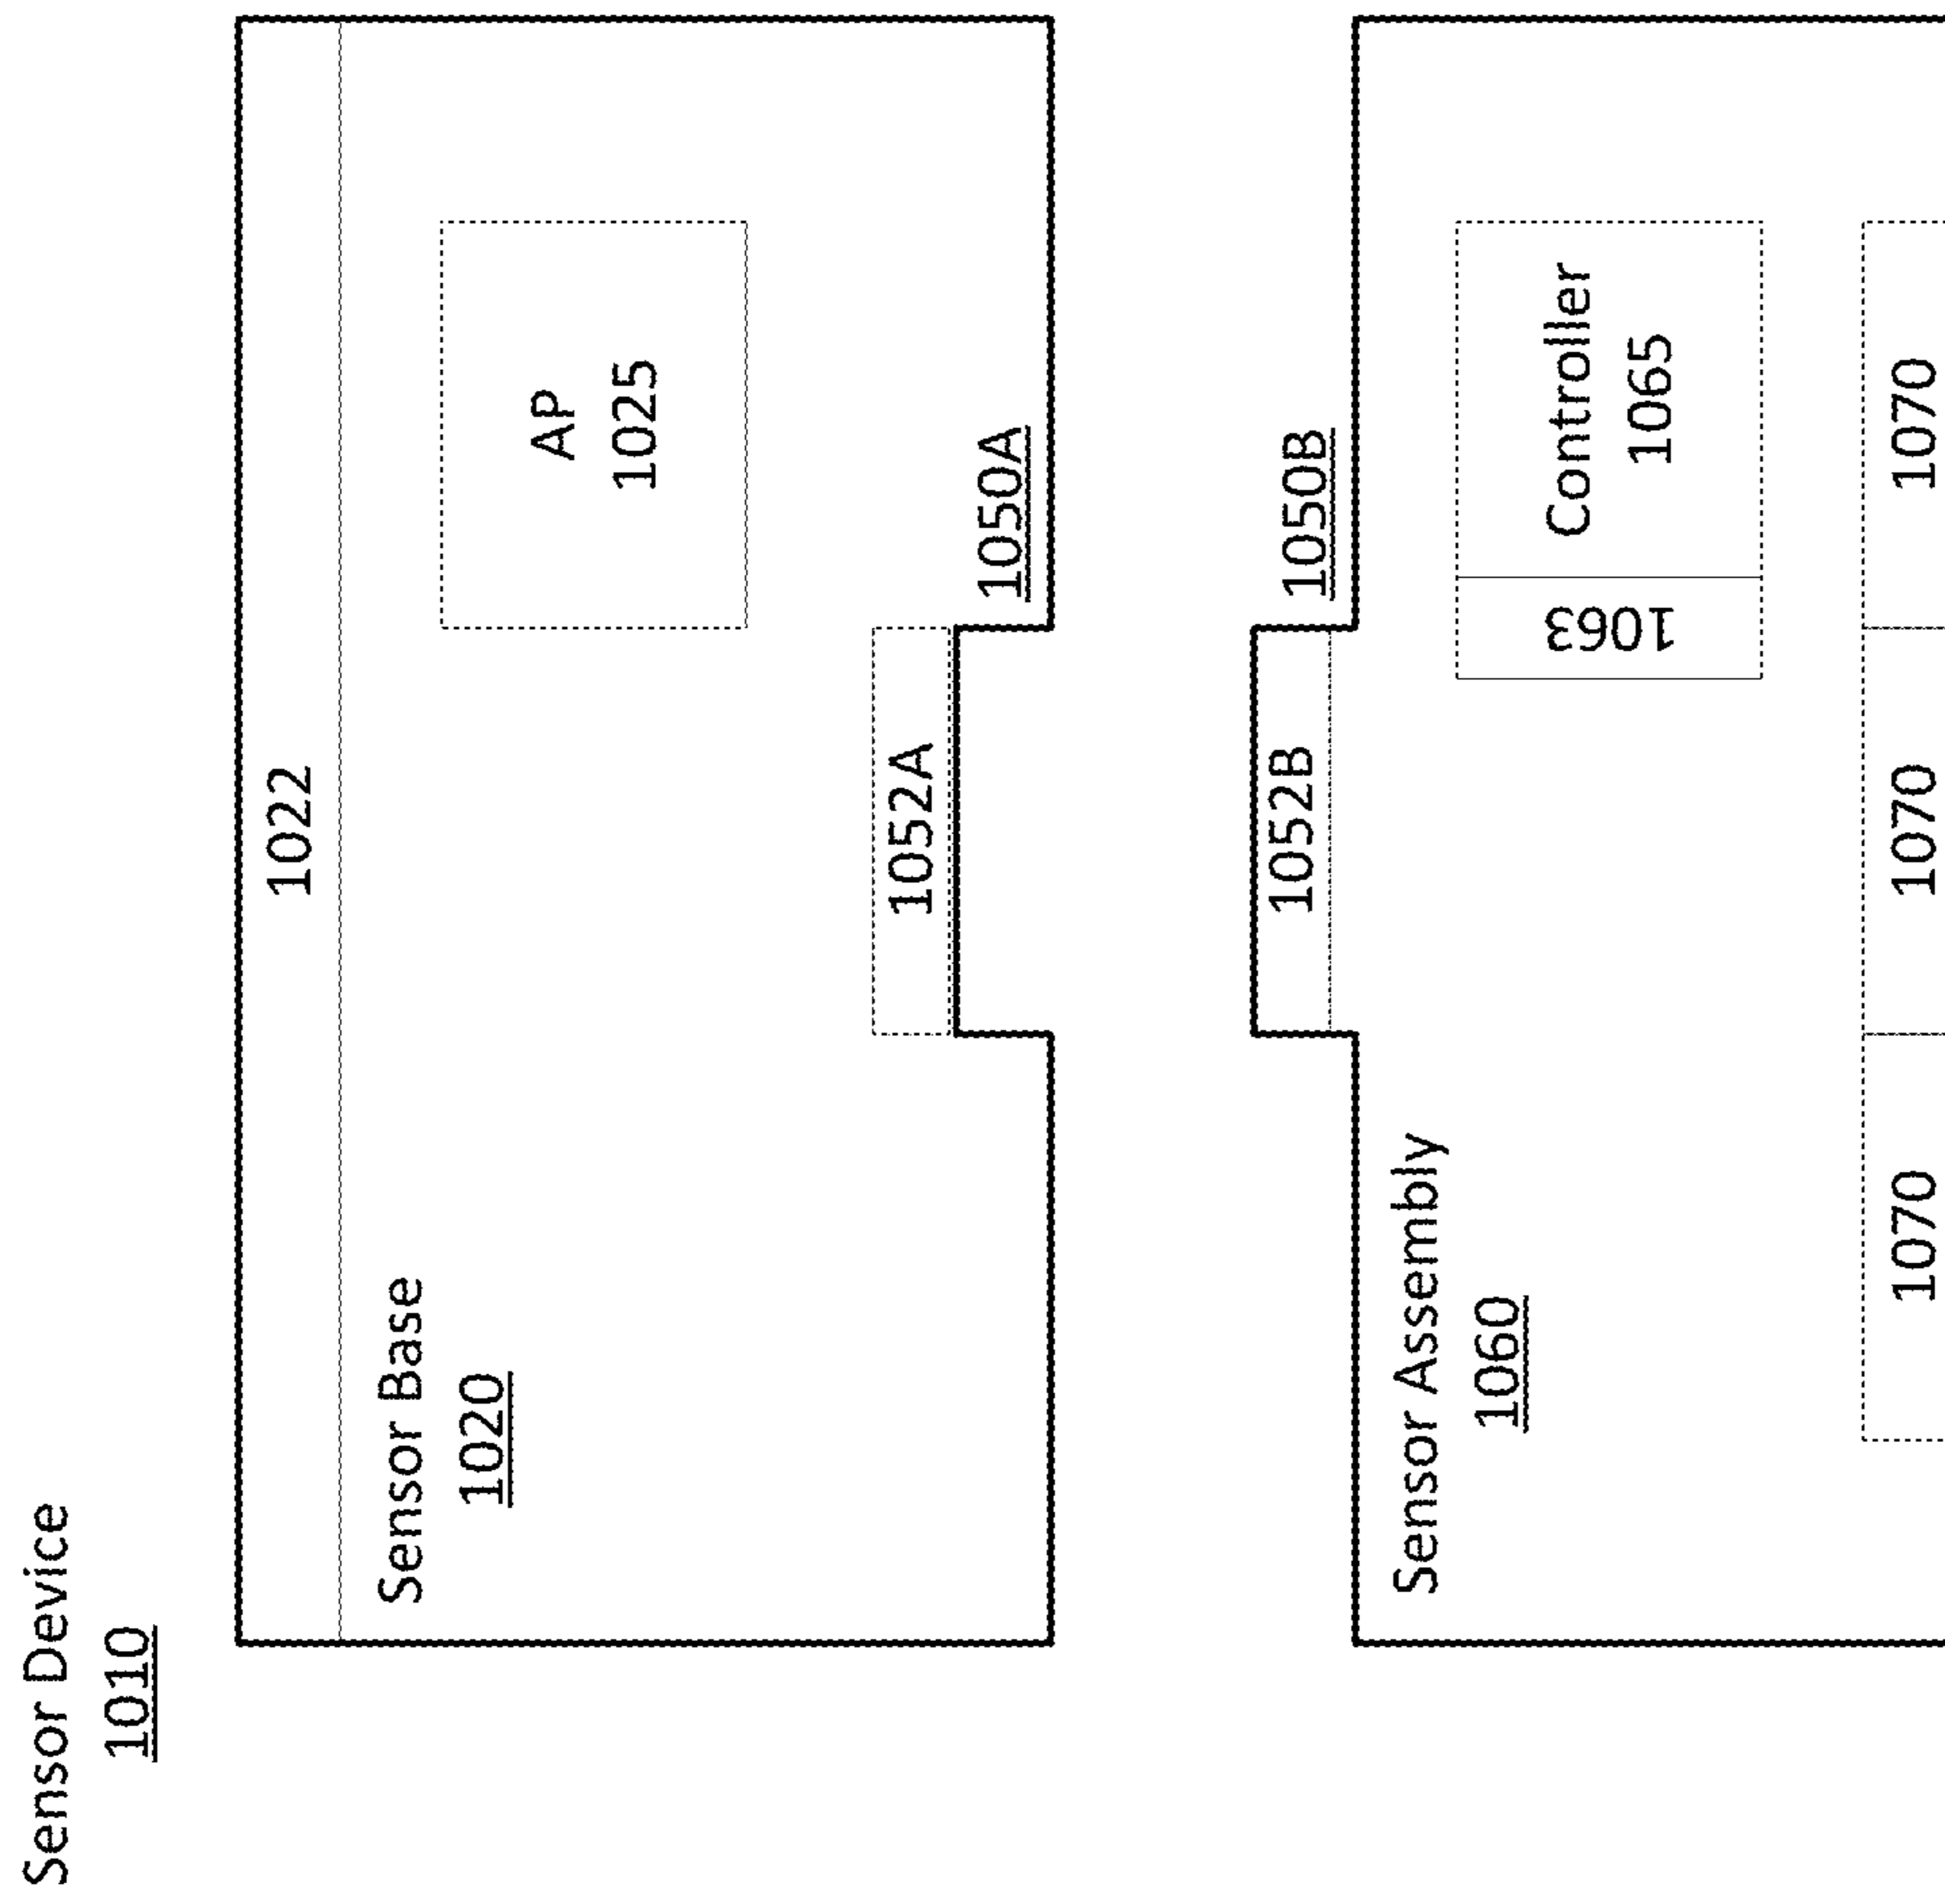 Sensor Device
1010
1022
Sensor Base
1020
AP
1025
1052A
1050A
1050B
1052B
Sensor Assembly
1060
Controller
1065
1063
1070
1070
1070